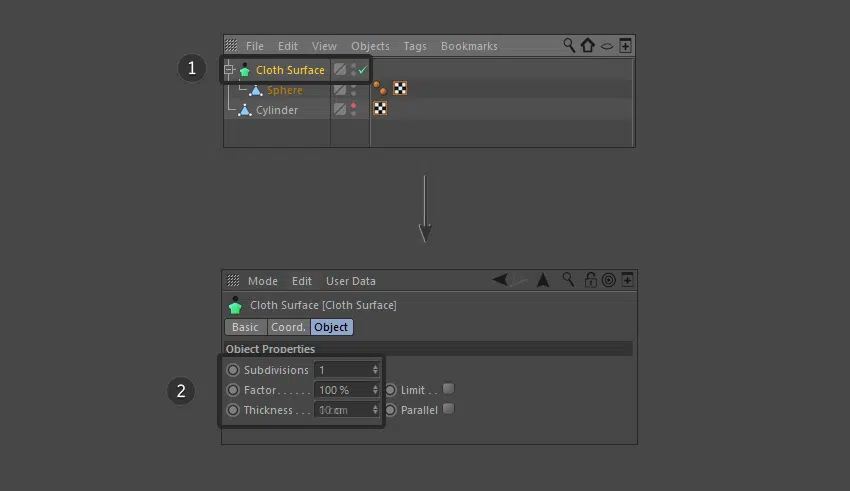 File Edit View Objects Tags Bookmarks
1
Cloth Surface
Sphere
Cylinder
Mode Edit User Data
Cloth Surface [Cloth Surface]
Basic Coord. Object
Object Properties
Subdivisions 1
2
Factor...... 100 % Limit..
Thickness... cm Parallel